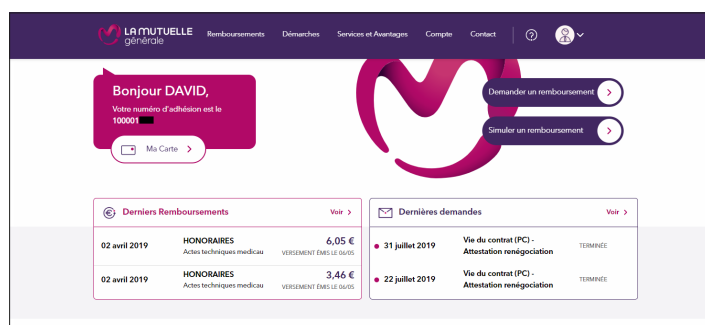 LA MUTUELLE
générale
Remboursements
Démarches
Services et Avantages
Compte
Contact
?
Bonjour DAVID,
Votre numéro d'adhésion est le
100001
Ma Carte >
Demander un remboursement >
Simuler un remboursement >
€ Derniers Remboursements
Voir >
02 avril 2019
HONORAIRES
6,05 €
Actes techniques medicau
VERSEMENT ÉMIS LE 06/05
02 avril 2019
HONORAIRES
3,46 €
Actes techniques medicau
VERSEMENT ÉMIS LE 06/05
Dernières demandes
Voir >
31 juillet 2019
Vie du contrat (PC) -
Attestation renégociation
TERMINÉE
22 juillet 2019
Vie du contrat (PC) -
Attestation renégociation
TERMINÉE